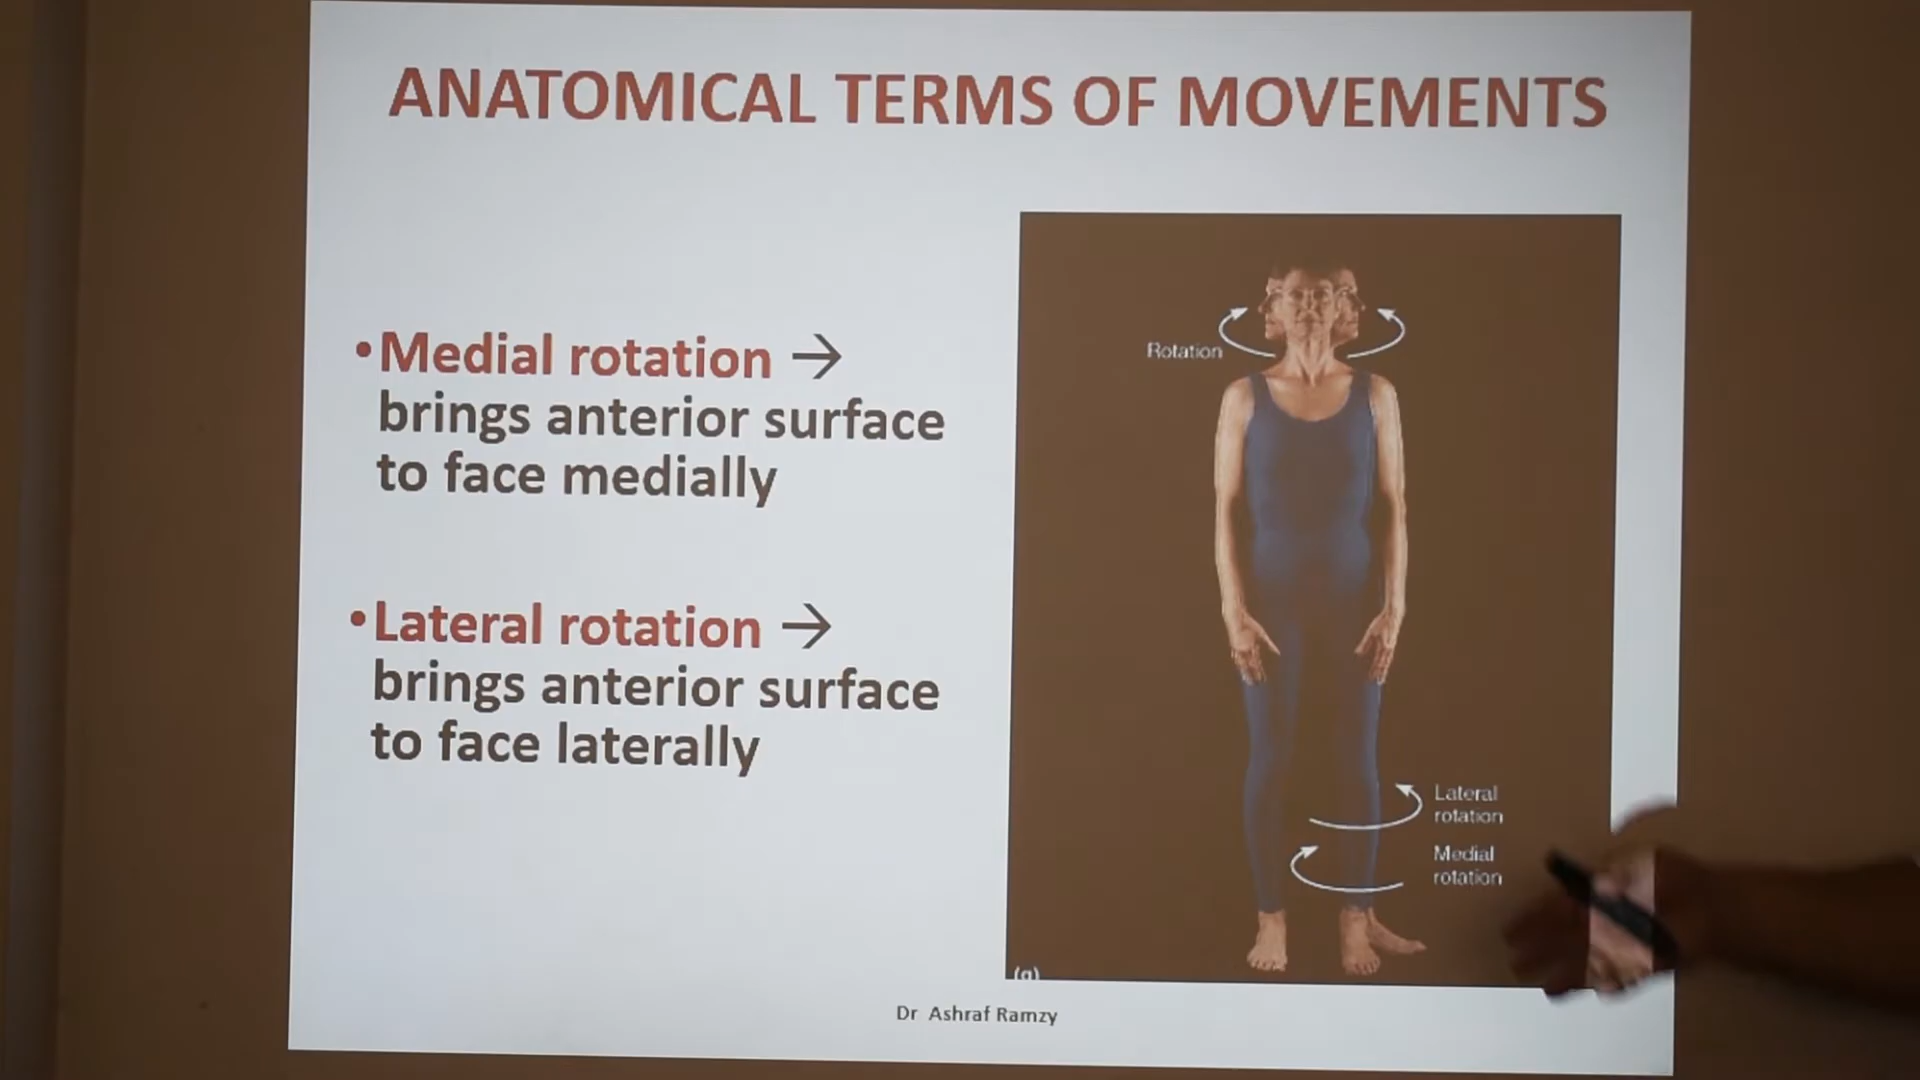 ANATOMICAL TERMS OF MOVEMENTS
•Medial rotation →
brings anterior surface
to face medially
•Lateral rotation →
brings anterior surface
to face laterally
Rotation
Lateral
rotation
Medial
rotation
(g)
Dr Ashraf Ramzy